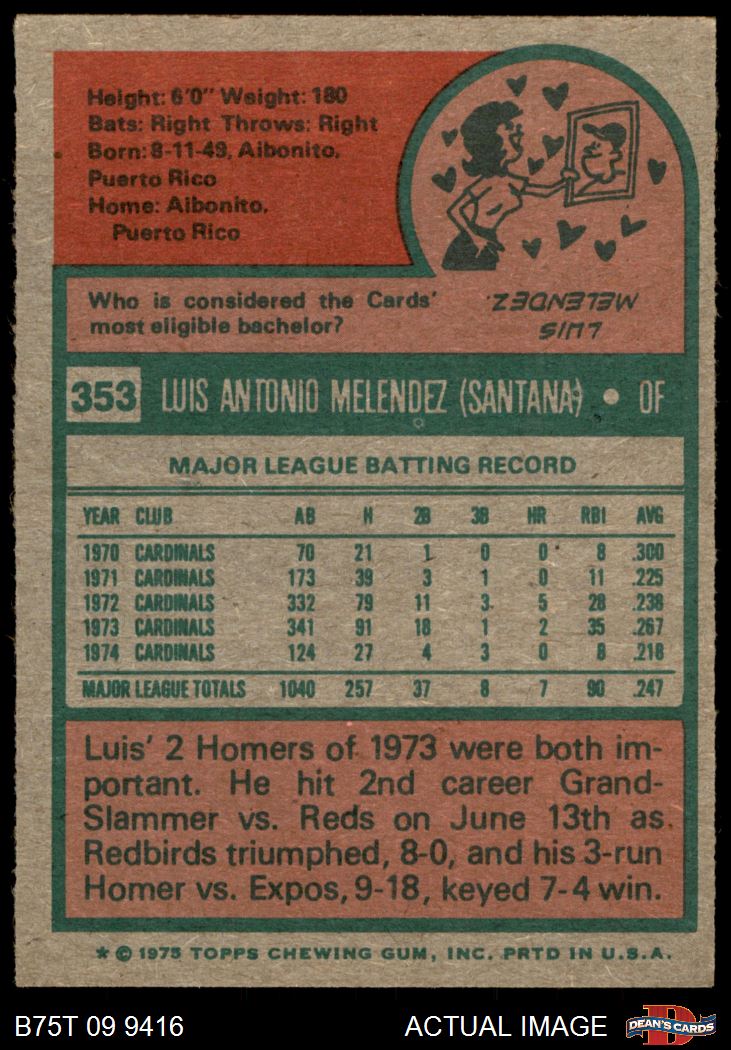 Height: 6'0" Weight: 180
Bats: Right Throws: Right
Born: 8-11-49, Aibonito,
Puerto Rico
Home: Aibonito,
Puerto Rico
Who is considered the Cards'
most eligible bachelor?
LUIS
MELENDEZ.
353 LUIS ANTONIO MELENDEZ (SANTANA) • OF
MAJOR LEAGUE BATTING RECORD
YEAR CLUB AB H 2B 3B HR RBI AVG
1970 CARDINALS 70 21 1 0 0 8 .300
1971 CARDINALS 173 39 3 1 0 11 .225
1972 CARDINALS 332 79 11 3 5 28 .238
1973 CARDINALS 341 91 18 1 2 35 .267
1974 CARDINALS 124 27 4 3 0 8 .218
MAJOR LEAGUE TOTALS 1040 257 37 8 7 90 .247
Luis' 2 Homers of 1973 were both im-
portant. He hit 2nd career Grand-
Slammer vs. Reds on June 13th as
Redbirds triumphed, 8-0, and his 3-run
Homer vs. Expos, 9-18, keyed 7-4 win.
* © 1975 TOPPS CHEWING GUM, INC. PRTD IN U.S.A.
B75T 09 9416 ACTUAL IMAGE
D
DEAN'S CARDS